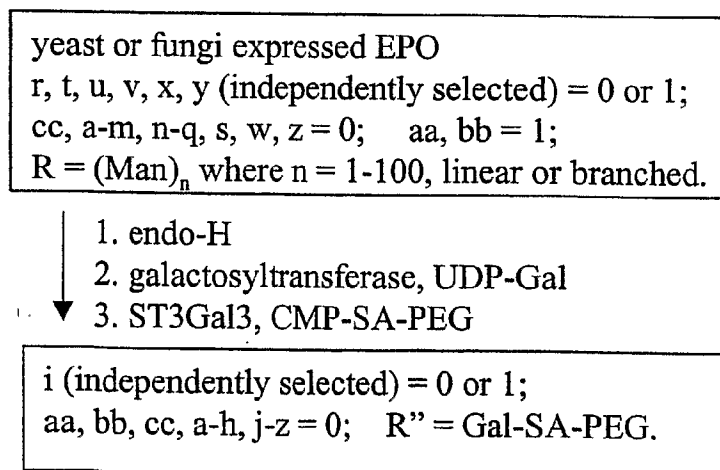 yeast or fungi expressed EPO
r, t, u, v, x, y (independently selected) = 0 or 1;
cc, a-m, n-q, s, w, z = 0; aa, bb = 1;
R = (Man)n where n = 1-100, linear or branched.
1. endo-H
2. galactosyltransferase, UDP-Gal
3. ST3Gal3, CMP-SA-PEG
i (independently selected) = 0 or 1;
aa, bb, cc, a-h, j-z = 0; R” = Gal-SA-PEG.